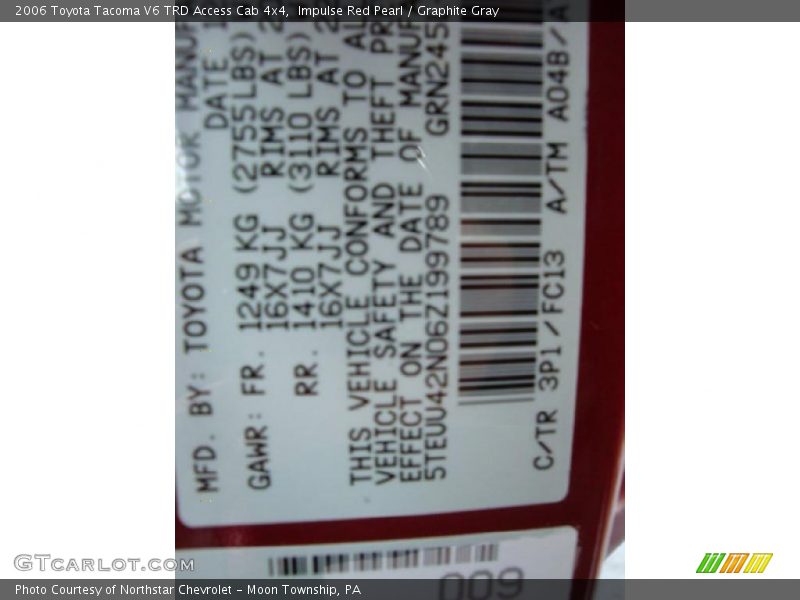 2006 Toyota Tacoma V6 TRD Access Cab 4x4, Impulse Red Pearl / Graphite Gray
MFD. BY: TOYOTA MOTOR MANUF
DATE
GAWR: FR. 1249 KG (2755LBS)
16X7JJ RIMS AT 2
RR. 1410 KG (3110 LBS)
16X7JJ RIMS AT 2
THIS VEHICLE CONFORMS TO AL
VEHICLE SAFETY AND THEFT PR
EFFECT ON THE DATE OF MANUF
5TEUU42N06Z199789 GRN245
C/TR 3P1/FC13 A/TM A04B/A
600
GTcarlot.com
Photo Courtesy of Northstar Chevrolet - Moon Township, PA